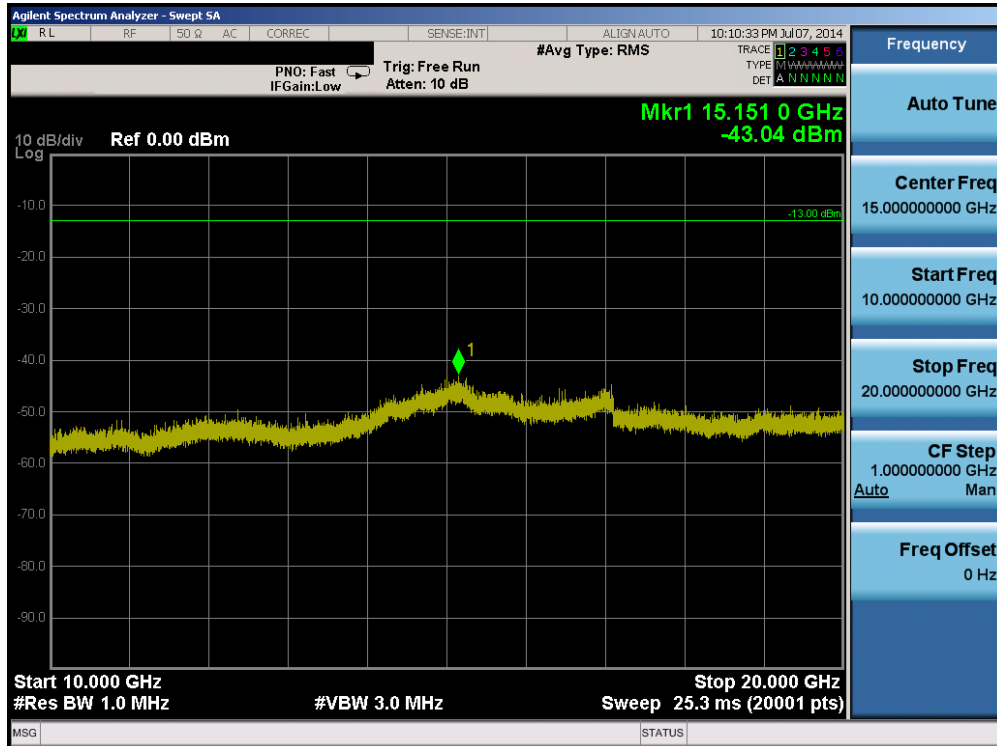 Agilent Spectrum Analyzer - Swept SA
LXI RL RF 50 Ω AC CORREC SENSE:INT ALIGN AUTO 10:10:33 PM Jul 07, 2014
#Avg Type: RMS TRACE 1 2 3 4 5 6
PNO: Fast Trig: Free Run TYPE M WWWWW
IFGain:Low Atten: 10 dB DET A N N N N N
Mkr1 15.151 0 GHz
-43.04 dBm
10 dB/div Ref 0.00 dBm
Log
-10.0
-13.00 dBm
-20.0
-30.0
-40.0
1
-50.0
-60.0
-70.0
-80.0
-90.0
Start 10.000 GHz Stop 20.000 GHz
#Res BW 1.0 MHz #VBW 3.0 MHz Sweep 25.3 ms (20001 pts)
MSG STATUS
Frequency
Auto Tune
Center Freq
15.000000000 GHz
Start Freq
10.000000000 GHz
Stop Freq
20.000000000 GHz
CF Step
1.000000000 GHz
Auto Man
Freq Offset
0 Hz